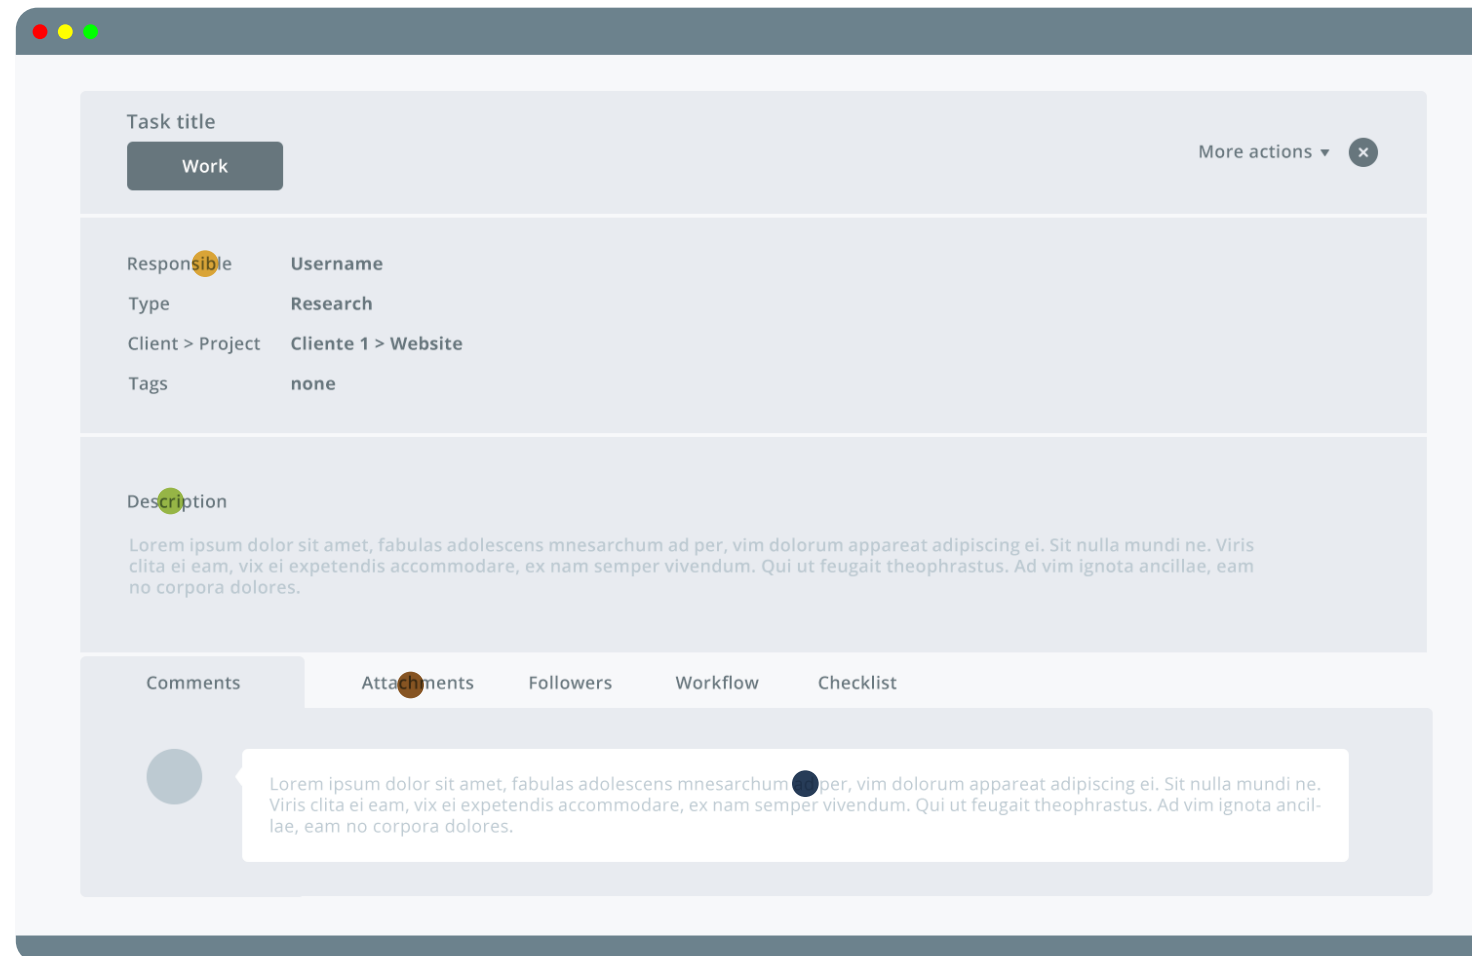 Task title
Work
More actions
Responsible Username
Type Research
Client > Project Cliente 1 > Website
Tags none
Description
Lorem ipsum dolor sit amet, fabulas adolescens mnesarchum ad per, vim dolorum appareat adipiscing ei. Sit nulla mundi ne. Viris
clita ei eam, vix ei expetendis accommodare, ex nam semper vivendum. Qui ut feugait theophrastus. Ad vim ignota ancillae, eam
no corpora dolores.
Comments Attachments Followers Workflow Checklist
Lorem ipsum dolor sit amet, fabulas adolescens mnesarchum ad per, vim dolorum appareat adipiscing ei. Sit nulla mundi ne.
Viris clita ei eam, vix ei expetendis accommodare, ex nam semper vivendum. Qui ut feugait theophrastus. Ad vim ignota ancil-
lae, eam no corpora dolores.